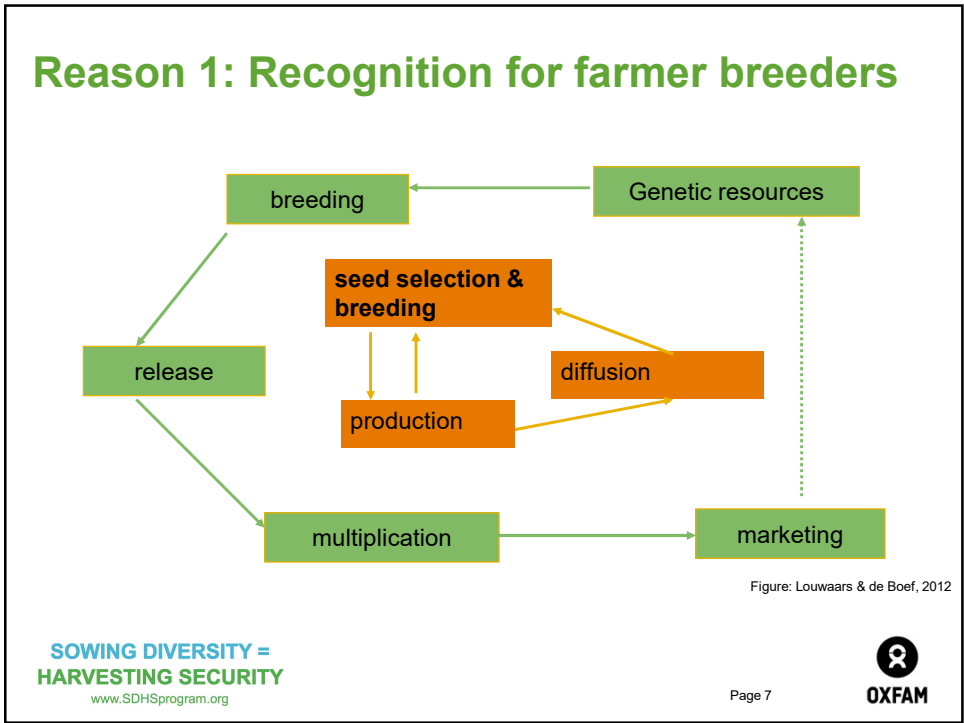 Reason 1: Recognition for farmer breeders
breeding
Genetic resources
seed selection &
breeding
release
diffusion
production
multiplication
marketing
Figure: Louwaars & de Boef, 2012
SOWING DIVERSITY =
HARVESTING SECURITY
www.SDHSprogram.org
Page 7
OXFAM